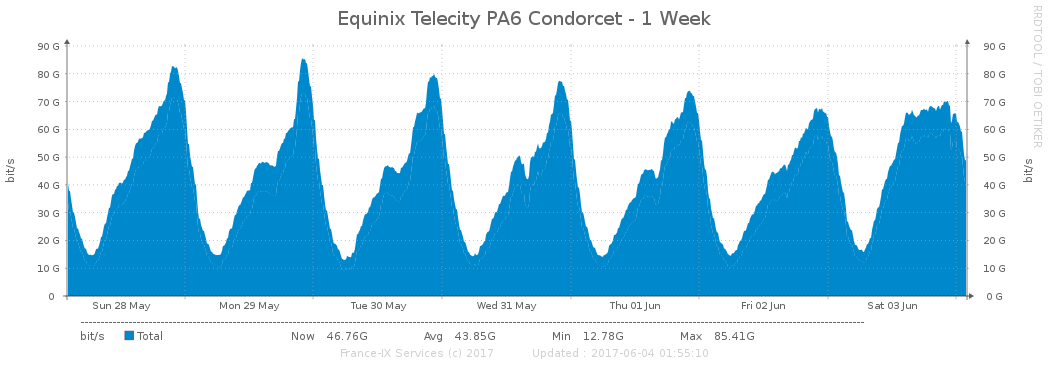 Equinix Telecity PA6 Condorcet - 1 Week
RRDTOOL / TOBI OETIKER
90 G 90 G
80 G 80 G
70 G 70 G
60 G 60 G
50 G 50 G
40 G 40 G
30 G 30 G
20 G 20 G
10 G 10 G
0 0 G
bit/s bit/s
Sun 28 May Mon 29 May Tue 30 May Wed 31 May Thu 01 Jun Fri 02 Jun Sat 03 Jun
bit/s Total Now 46.76G Avg 43.85G Min 12.78G Max 85.41G
France-IX Services (c) 2017 Updated : 2017-06-04 01:55:10